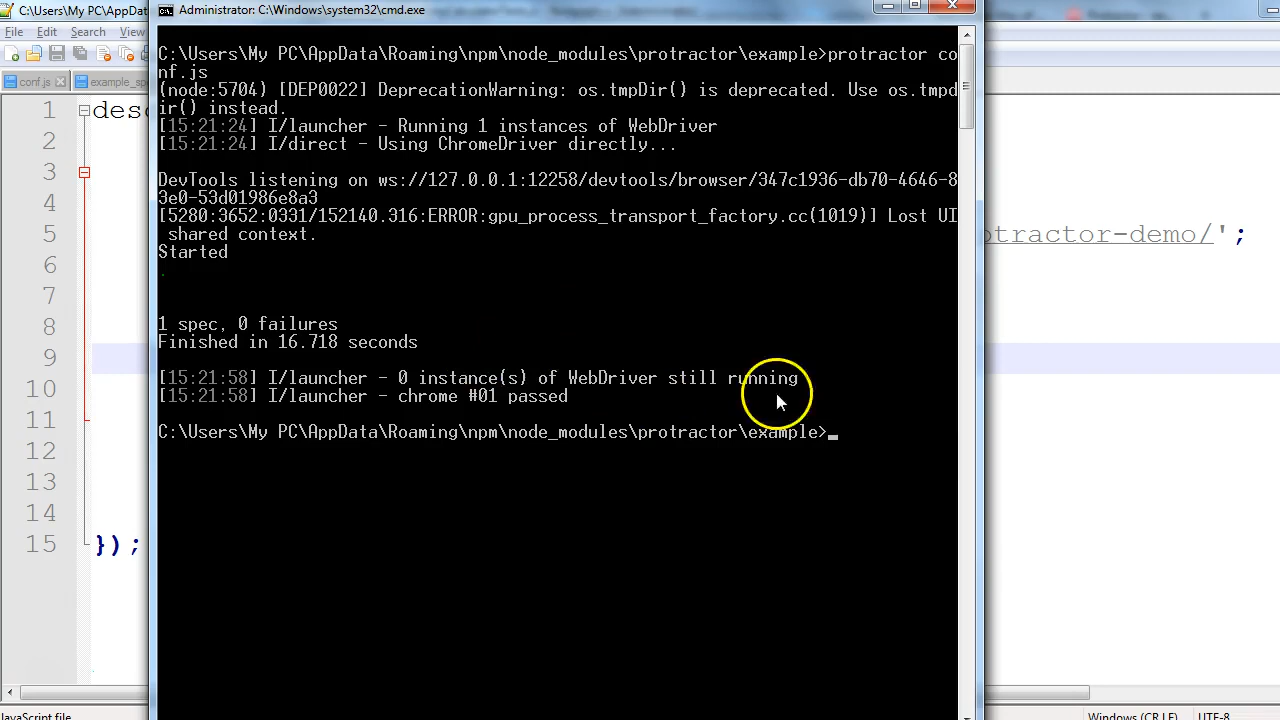 C:\Users\My PC\AppData
Administrator: C:\Windows\system32\cmd.exe
File Edit Search View
conf.js
C:\Users\My PC\AppData\Roaming\npm\node_modules\protractor\example>protractor co
nf.js
(node:5704) [DEP0022] DeprecationWarning: os.tmpDir() is deprecated. Use os.tmpd
ir() instead.
[15:21:24] I/launcher - Running 1 instances of WebDriver
[15:21:24] I/direct - Using ChromeDriver directly...
DevTools listening on ws://127.0.0.1:12258/devtools/browser/347c1936-db70-4646-8
3e0-53d01986e8a3
[5280:3652:0331/152140.316:ERROR:gpu_process_transport_factory.cc(1019)] Lost UI
shared context.
Started
.
1 spec, 0 failures
Finished in 16.718 seconds
[15:21:58] I/launcher - 0 instance(s) of WebDriver still running
[15:21:58] I/launcher - chrome #01 passed
C:\Users\My PC\AppData\Roaming\npm\node_modules\protractor\example>
1 desc
2
3
4
5 otractor-demo/';
6
7
8
9
10
11
12
13
14
15 });
JavaScript file
Windows (CR LF) UTF-8